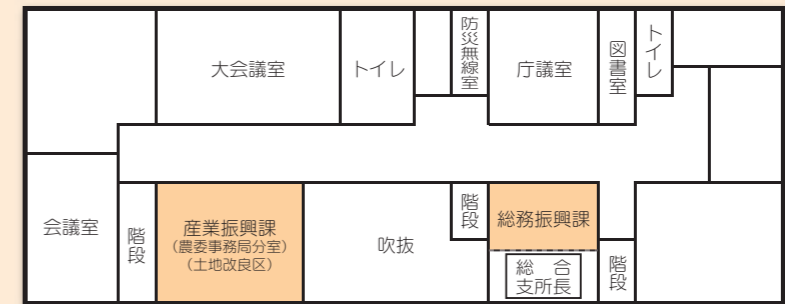 大会議室
トイレ
防災無線室
庁議室
図書室
トイレ
会議室
階段
産業振興課
（農委事務局分室）
（土地改良区）
吹抜
階段
総務振興課
総　合
支所長
階段